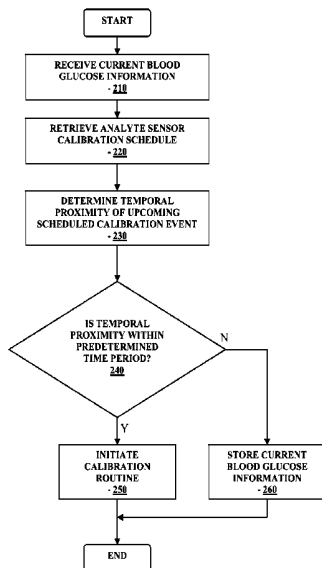 START
RECEIVE CURRENT BLOOD
GLUCOSE INFORMATION
- 210
RETRIEVE ANALYTE SENSOR
CALIBRATION SCHEDULE
- 220
DETERMINE TEMPORAL
PROXIMITY OF UPCOMING
SCHEDULED CALIBRATION EVENT
- 230
IS TEMPORAL
PROXIMITY WITHIN
PREDETERMINED
TIME PERIOD?
240
N
Y
INITIATE
CALIBRATION
ROUTINE
- 250
STORE CURRENT
BLOOD GLUCOSE
INFORMATION
- 260
END